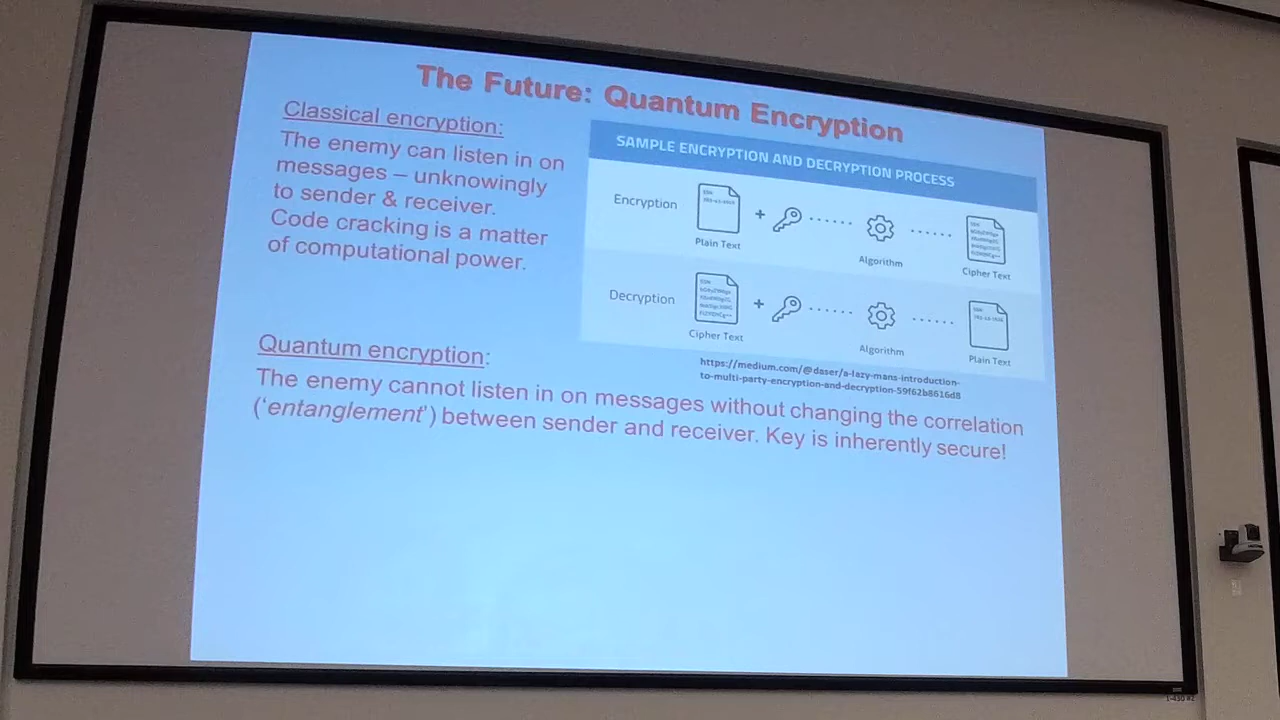 The Future: Quantum Encryption
Classical encryption:
The enemy can listen in on
messages – unknowingly
to sender & receiver.
Code cracking is a matter
of computational power.
SAMPLE ENCRYPTION AND DECRYPTION PROCESS
Encryption
SSN
+
Plain Text
Algorithm
SSN
Cipher Text
Decryption
SSN
+
Cipher Text
Algorithm
SSN
Plain Text
https://medium.com/@daser/a-lazy-mans-introduction-
to-multi-party-encryption-and-decryption-59f62b8616d8
Quantum encryption:
The enemy cannot listen in on messages without changing the correlation
(‘entanglement’) between sender and receiver. Key is inherently secure!